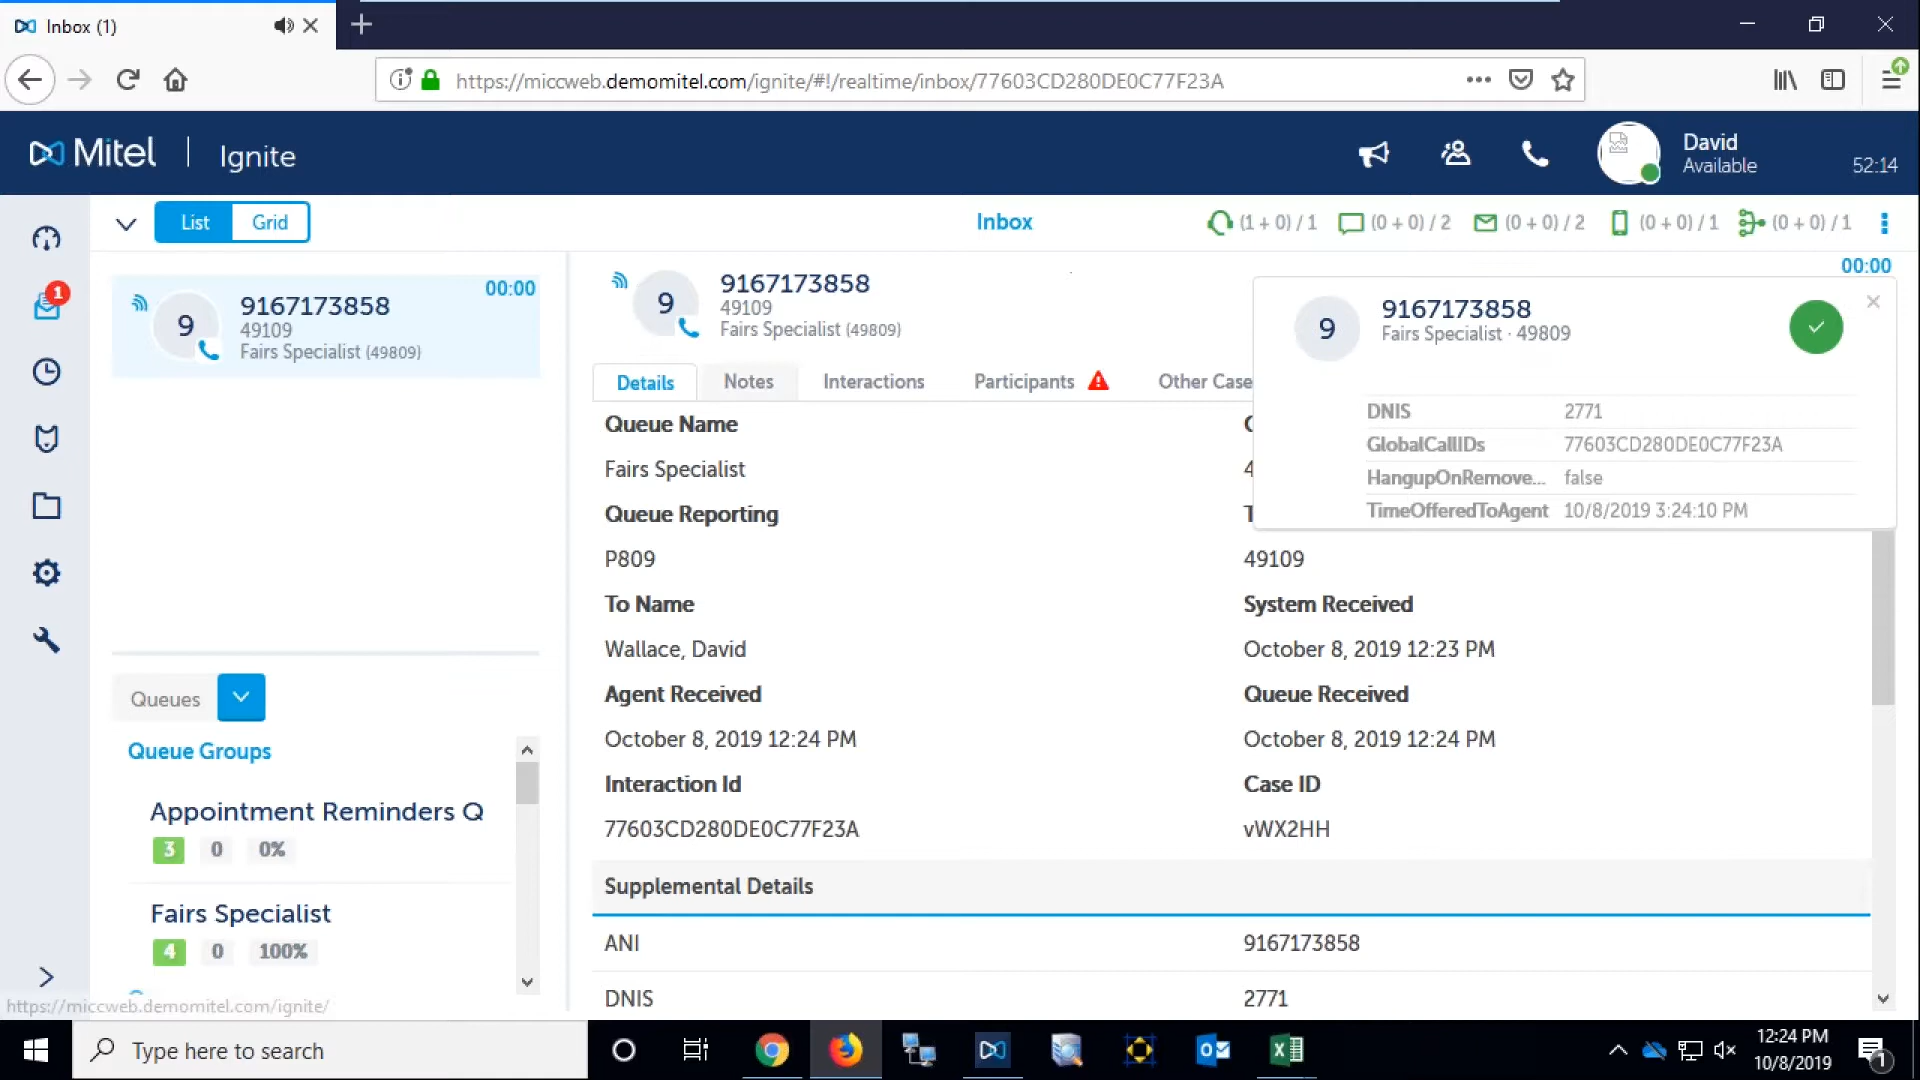 Inbox (1)
https://miccweb.demomitel.com/ignite/#!/realtime/inbox/77603CD280DE0C77F23A
Mitel | Ignite
David
Available
52:14
List Grid
Inbox
(1 + 0) / 1 (0 + 0) / 2 (0 + 0) / 2 (0 + 0) / 1 (0 + 0) / 1
1
00:00
9
9167173858
49109
Fairs Specialist (49809)
Queues
Queue Groups
Appointment Reminders Q
3 0 0%
Fairs Specialist
4 0 100%
https://miccweb.demomitel.com/ignite/
00:00
9
9167173858
49109
Fairs Specialist (49809)
Details Notes Interactions Participants Other Case
9
9167173858
Fairs Specialist · 49809
DNIS 2771
GlobalCallIDs 77603CD280DE0C77F23A
HangupOnRemove... false
TimeOfferedToAgent 10/8/2019 3:24:10 PM
Queue Name
Fairs Specialist
Queue Reporting
P809 49109
To Name System Received
Wallace, David October 8, 2019 12:23 PM
Agent Received Queue Received
October 8, 2019 12:24 PM October 8, 2019 12:24 PM
Interaction Id Case ID
77603CD280DE0C77F23A vWX2HH
Supplemental Details
ANI 9167173858
DNIS 2771
Type here to search
12:24 PM
10/8/2019
1